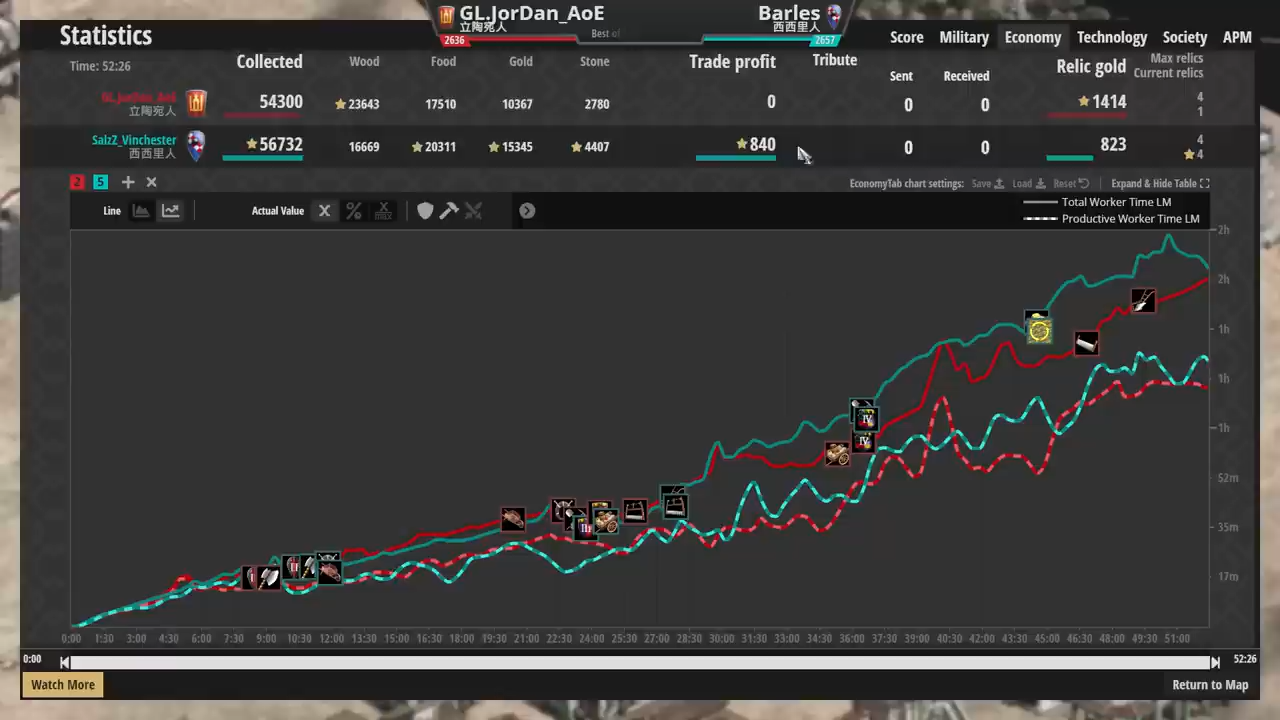 GL.JorDan_AoE
立陶宛人
2636
Best of
Barles
西西里人
2657
Statistics
Score Military Economy Technology Society APM
Time: 52:26
Collected Wood Food Gold Stone Trade profit Tribute Sent Received Relic gold Max relics
Current relics
GL.JorDan_AoE
立陶宛人
54300 23643 17510 10367 2780 0 0 0 1414 4
1
SalzZ_Vinchester
西西里人
56732 16669 20311 15345 4407 840 0 0 823 4
4
2 5
EconomyTab chart settings: Save Load Reset Expand & Hide Table
Line Actual Value
Total Worker Time LM
Productive Worker Time LM
2h
2h
1h
1h
1h
52m
35m
17m
0:00 1:30 3:00 4:30 6:00 7:30 9:00 10:30 12:00 13:30 15:00 16:30 18:00 19:30 21:00 22:30 24:00 25:30 27:00 28:30 30:00 31:30 33:00 34:30 36:00 37:30 39:00 40:30 42:00 43:30 45:00 46:30 48:00 49:30 51:00
0:00 52:26
Watch More
Return to Map